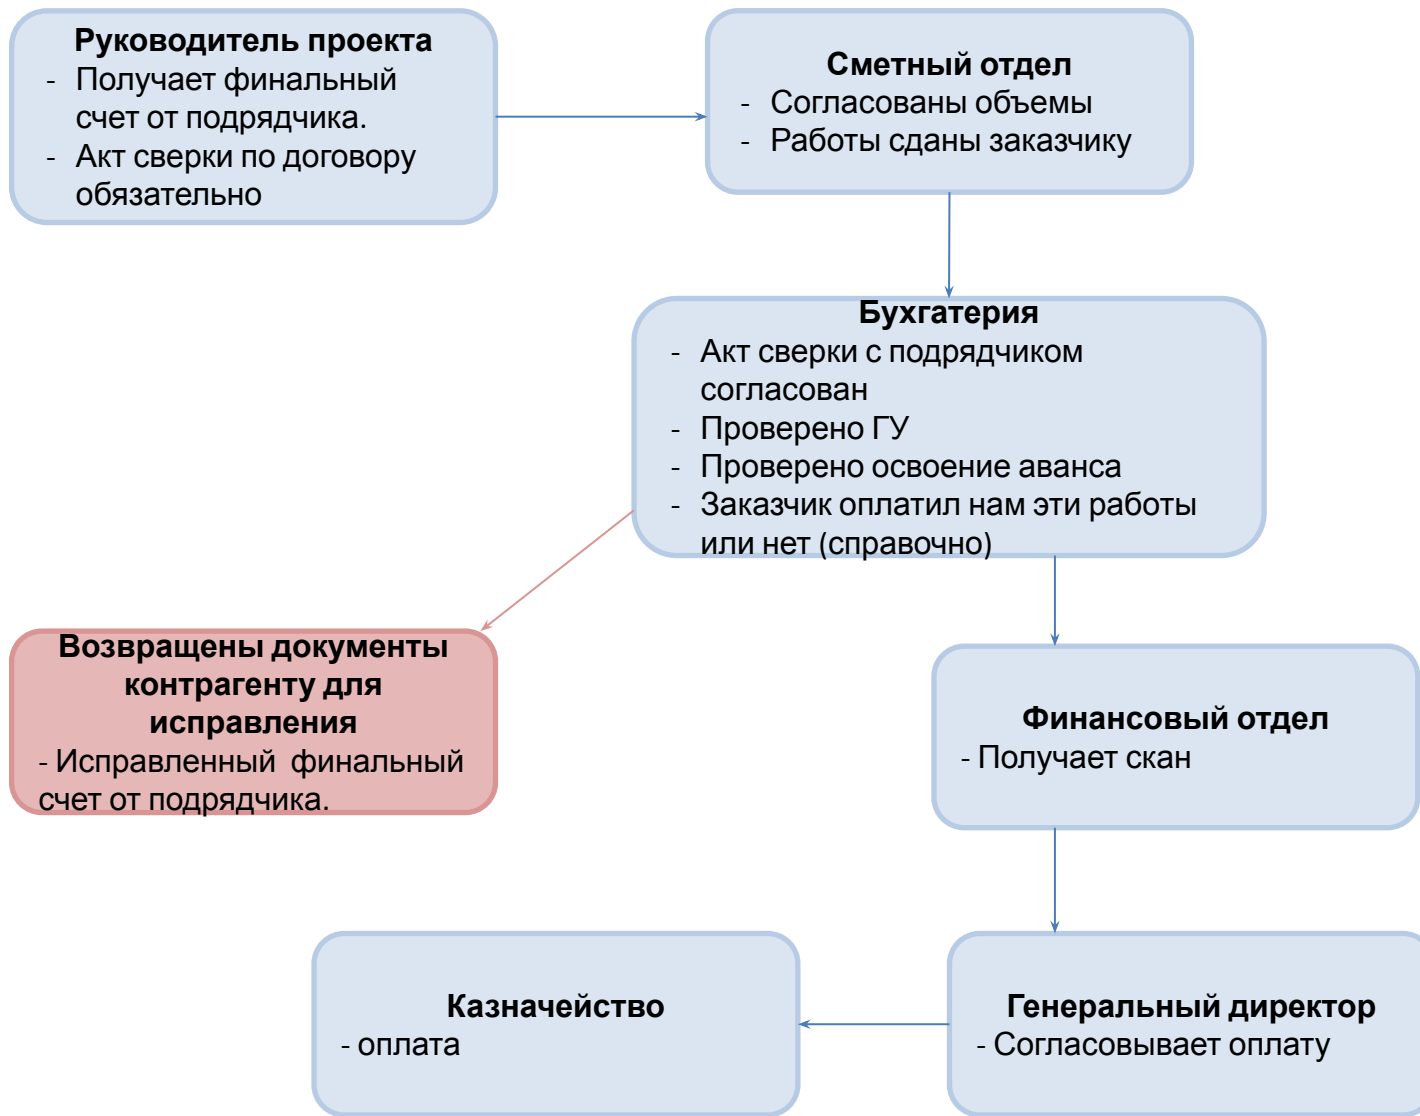 Руководитель проекта
- Получает финальный
счет от подрядчика.
- Акт сверки по договору
обязательно
Сметный отдел
- Согласованы объемы
- Работы сданы заказчику
Бухгатерия
- Акт сверки с подрядчиком
согласован
- Проверено ГУ
- Проверено освоение аванса
- Заказчик оплатил нам эти работы
или нет (справочно)
Возвращены документы
контрагенту для
исправления
- Исправленный финальный
счет от подрядчика.
Финансовый отдел
- Получает скан
Казначейство
- оплата
Генеральный директор
- Согласовывает оплату